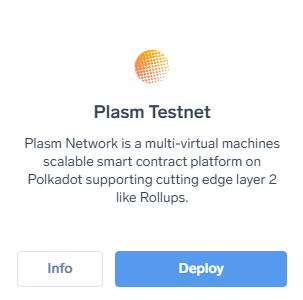 Plasm Testnet
Plasm Network is a multi-virtual machines
scalable smart contract platform on
Polkadot supporting cutting edge layer 2
like Rollups.
Info
Deploy